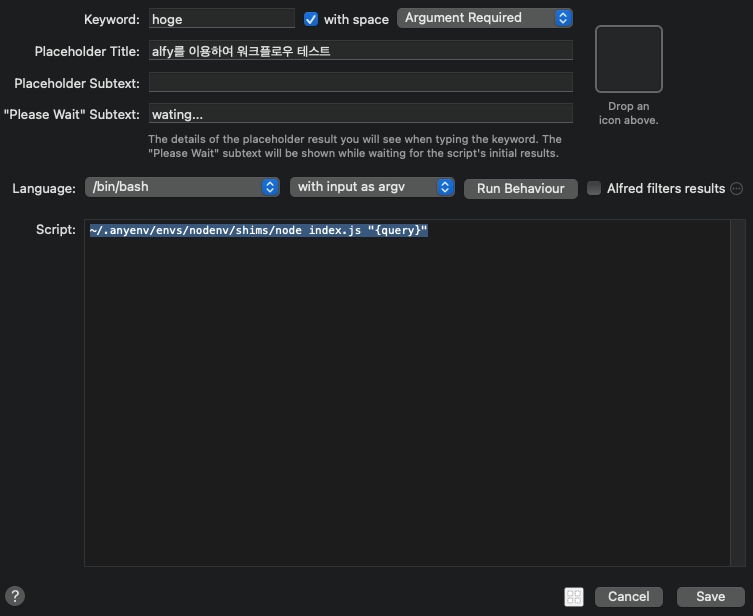 Keyword: hoge with space Argument Required
Placeholder Title: alfy를 이용하여 워크플로우 테스트
Placeholder Subtext:
"Please Wait" Subtext: wating...
Drop an
icon above.
The details of the placeholder result you will see when typing the keyword. The
"Please Wait" subtext will be shown while waiting for the script's initial results.
Language: /bin/bash with input as argv Run Behaviour Alfred filters results
Script: ~/.anyenv/envs/nodenv/shims/node index.js "{query}"
? Cancel Save